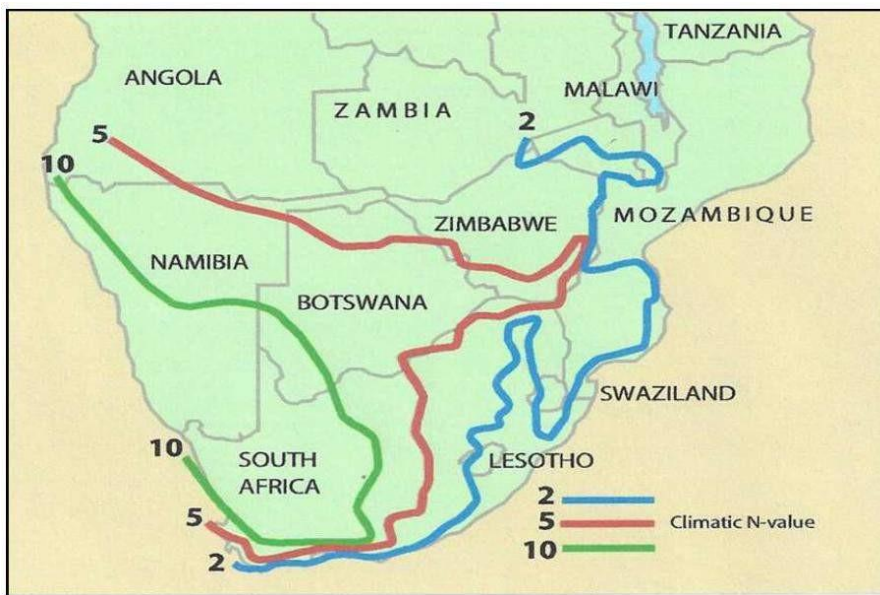 TANZANIA
ANGOLA
MALAWI
ZAMBIA
2
5
10
MOZAMBIQUE
ZIMBABWE
NAMIBIA
BOTSWANA
SWAZILAND
10
SOUTH
AFRICA
LESOTHO
5
2
2
5 Climatic N-value
10